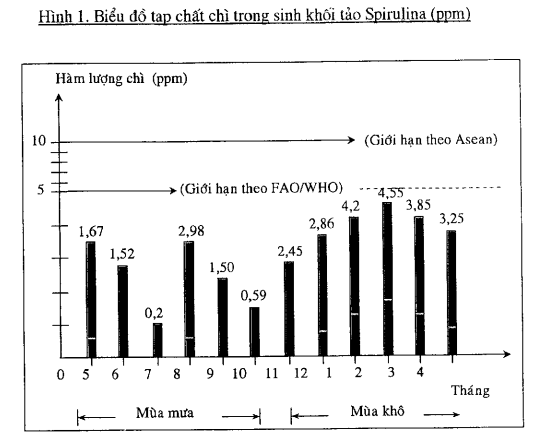 Hình 1. Biểu đồ tạp chất chì trong sinh khối tảo Spirulina (ppm)
Hàm lượng chì (ppm)
10
(Giới hạn theo Asean)
5
(Giới hạn theo FAO/WHO)
1,67
1,52
0,2
2,98
1,50
0,59
2,45
2,86
4,2
4,55
3,85
3,25
0 5 6 7 8 9 10 11 12 1 2 3 4
Tháng
Mùa mưa
Mùa khô